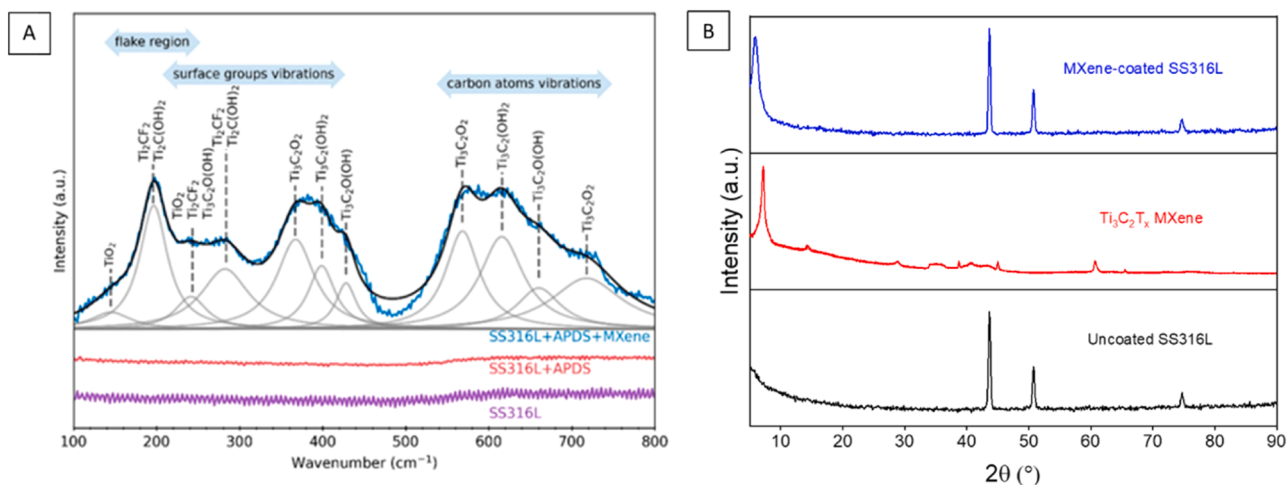 A
flake region
surface groups vibrations
carbon atoms vibrations
TiO₂
Ti₂CF₂
Ti₂C(OH)₂
TiO₂
Ti₂CF₂
Ti₃C₂O(OH)
Ti₂CF₂
Ti₂C(OH)₂
Ti₃C₂O₂
Ti₃C₂(OH)₂
Ti₃C₂O(OH)
Ti₃C₂O₂
Ti₃C₂(OH)₂
Ti₃C₂O(OH)
Ti₃C₂O₂
Intensity (a.u.)
SS316L+APDS+MXene
SS316L+APDS
SS316L
100 200 300 400 500 600 700 800
Wavenumber (cm⁻¹)
B
MXene-coated SS316L
Ti₃C₂Tₓ MXene
Uncoated SS316L
Intensity (a.u.)
10 20 30 40 50 60 70 80 90
2θ (°)